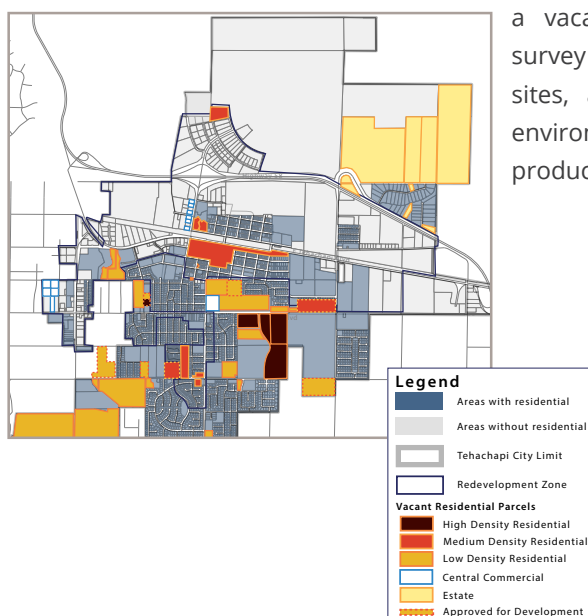 a vaca
survey
sites,
enviror
produc
Legend
Areas with residential
Areas without residential
Tehachapi City Limit
Redevelopment Zone
Vacant Residential Parcels
High Density Residential
Medium Density Residential
Low Density Residential
Central Commercial
Estate
Approved for Development